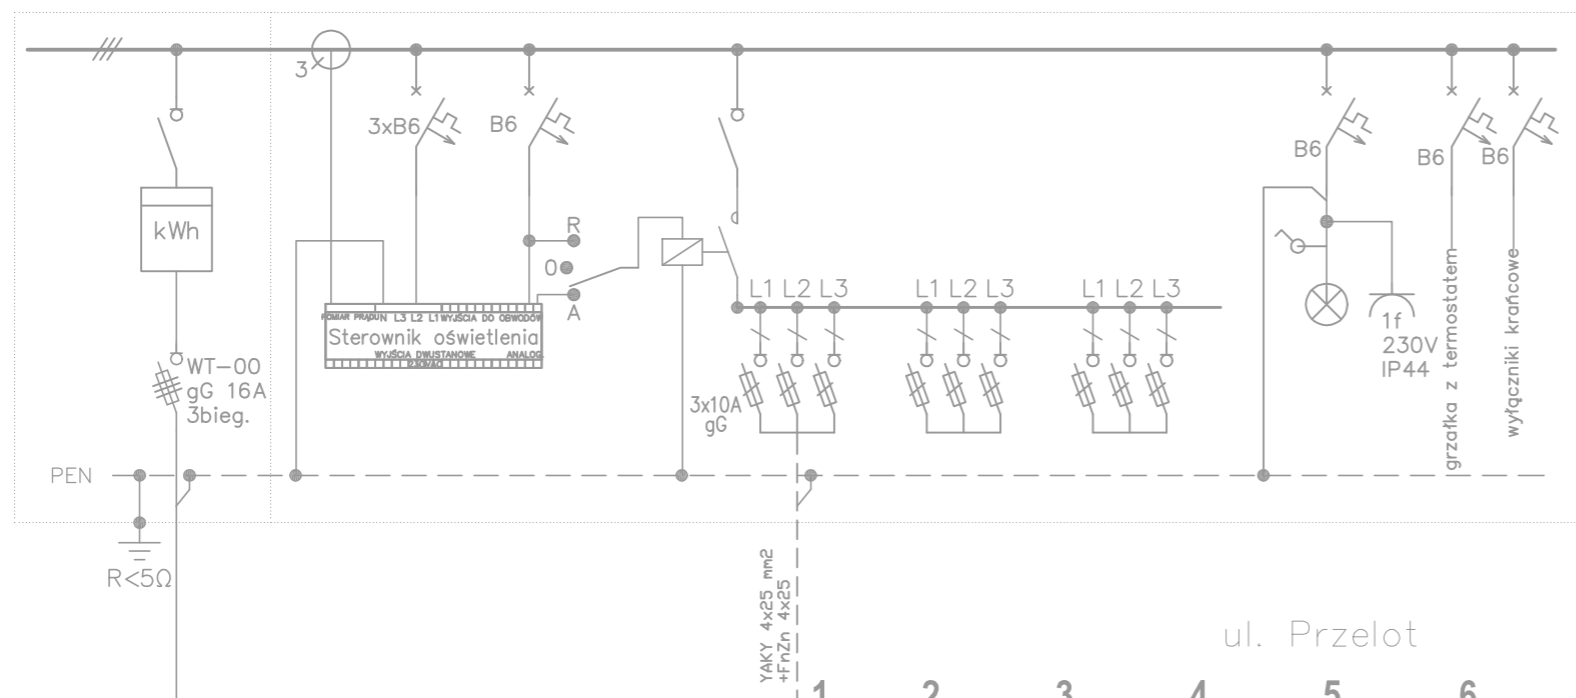 3
3xB6
B6
B6
B6
B6
kWh
R
0
A
POMIAR PRĄDU N L3 L2 L1 WYJŚCIA DO OBWODÓW
Sterownik oświetlenia
WYJŚCIA DWUSTANOWE ANALOG.
230VAC
L1 L2 L3
L1 L2 L3
L1 L2 L3
1f
230V
IP44
grzałka z termostatem
wyłączniki krańcowe
WT-00
gG 16A
3bieg.
3x10A
gG
PEN
R<5Ω
YAKY 4x25 mm2
+FnZn 4x25
ul. Przelot
1 2 3 4 5 6